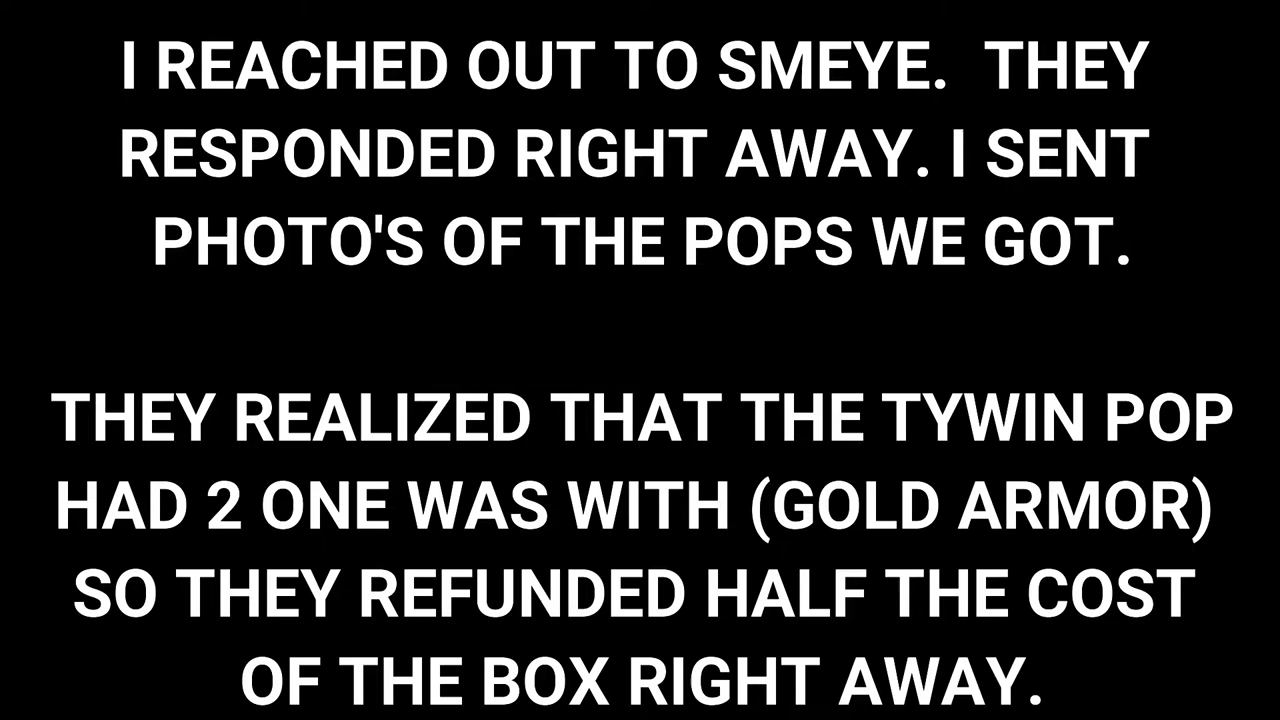 I REACHED OUT TO SMEYE.  THEY
RESPONDED RIGHT AWAY. I SENT
PHOTO'S OF THE POPS WE GOT.
THEY REALIZED THAT THE TYWIN POP
HAD 2 ONE WAS WITH (GOLD ARMOR)
SO THEY REFUNDED HALF THE COST
OF THE BOX RIGHT AWAY.